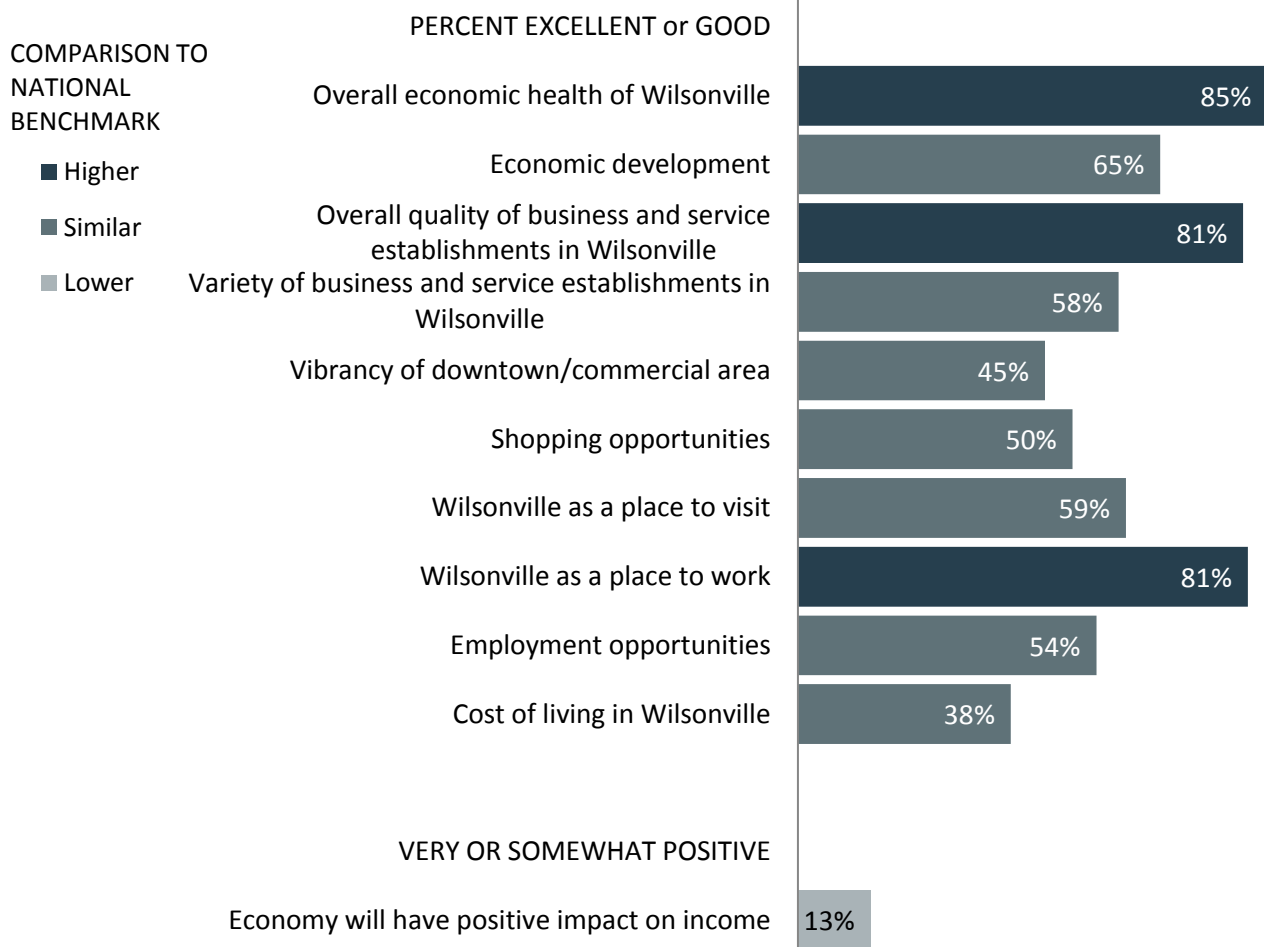 PERCENT EXCELLENT or GOOD
COMPARISON TO
NATIONAL
BENCHMARK
Higher
Similar
Lower
Overall economic health of Wilsonville
85%
Economic development
65%
Overall quality of business and service
establishments in Wilsonville
81%
Variety of business and service establishments in
Wilsonville
58%
Vibrancy of downtown/commercial area
45%
Shopping opportunities
50%
Wilsonville as a place to visit
59%
Wilsonville as a place to work
81%
Employment opportunities
54%
Cost of living in Wilsonville
38%
VERY OR SOMEWHAT POSITIVE
Economy will have positive impact on income
13%